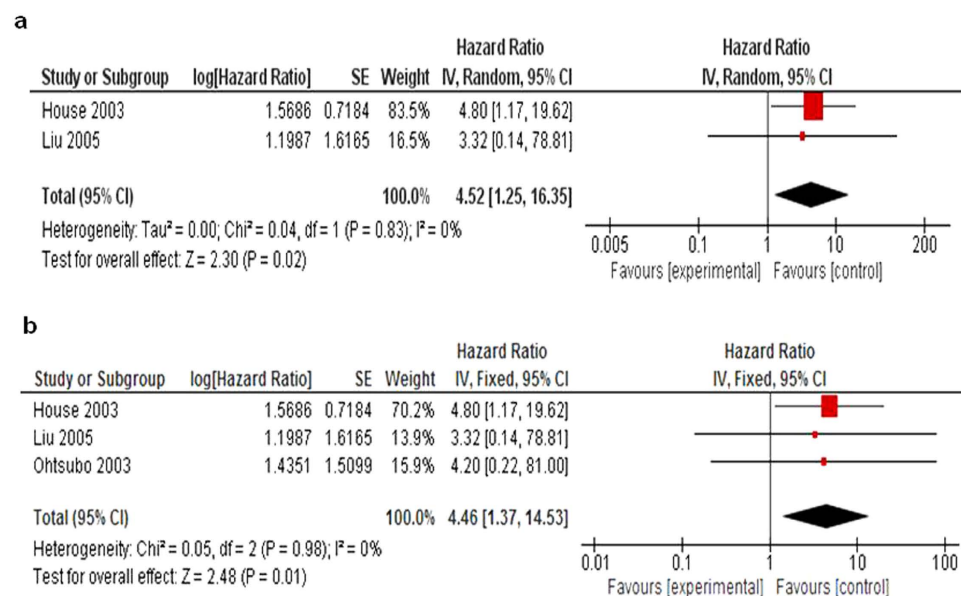 a
Hazard Ratio Hazard Ratio
Study or Subgroup log[Hazard Ratio] SE Weight IV, Random, 95% CI IV, Random, 95% CI
House 2003 1.5686 0.7184 83.5% 4.80 [1.17, 19.62]
Liu 2005 1.1987 1.6165 16.5% 3.32 [0.14, 78.81]
Total (95% CI) 100.0% 4.52 [1.25, 16.35]
Heterogeneity: Tau² = 0.00; Chi² = 0.04, df = 1 (P = 0.83); I² = 0%
Test for overall effect: Z = 2.30 (P = 0.02)
0.005 0.1 1 10 200
Favours [experimental] Favours [control]
b
Hazard Ratio Hazard Ratio
Study or Subgroup log[Hazard Ratio] SE Weight IV, Fixed, 95% CI IV, Fixed, 95% CI
House 2003 1.5686 0.7184 70.2% 4.80 [1.17, 19.62]
Liu 2005 1.1987 1.6165 13.9% 3.32 [0.14, 78.81]
Ohtsubo 2003 1.4351 1.5099 15.9% 4.20 [0.22, 81.00]
Total (95% CI) 100.0% 4.46 [1.37, 14.53]
Heterogeneity: Chi² = 0.05, df = 2 (P = 0.98); I² = 0%
Test for overall effect: Z = 2.48 (P = 0.01)
0.01 0.1 1 10 100
Favours [experimental] Favours [control]